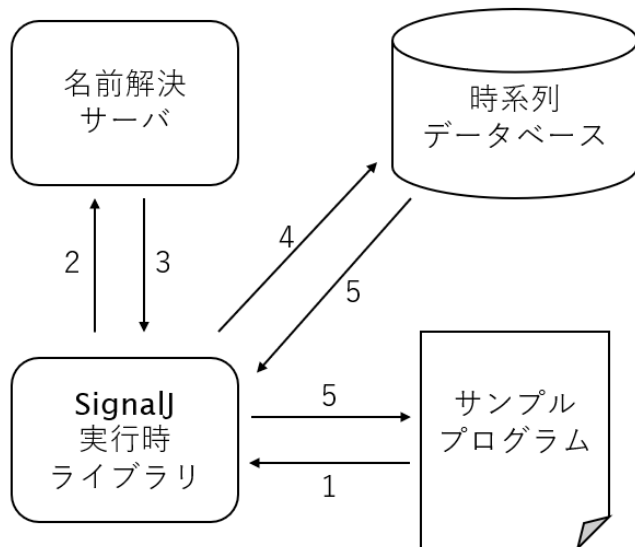 名前解決
サーバ
時系列
データベース
2
3
4
5
SignalJ
実行時
ライブラリ
5
1
サンプル
プログラム